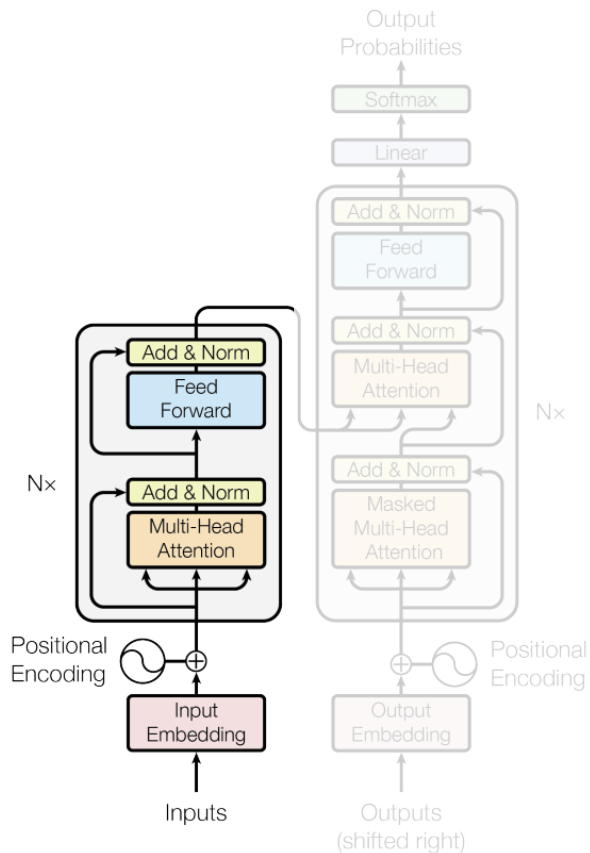 Output
Probabilities
Softmax
Linear
Add & Norm
Feed
Forward
Add & Norm
Multi-Head
Attention
Nx
Add & Norm
Masked
Multi-Head
Attention
Positional
Encoding
Output
Embedding
Outputs
(shifted right)
Add & Norm
Feed
Forward
Nx
Add & Norm
Multi-Head
Attention
Positional
Encoding
Input
Embedding
Inputs